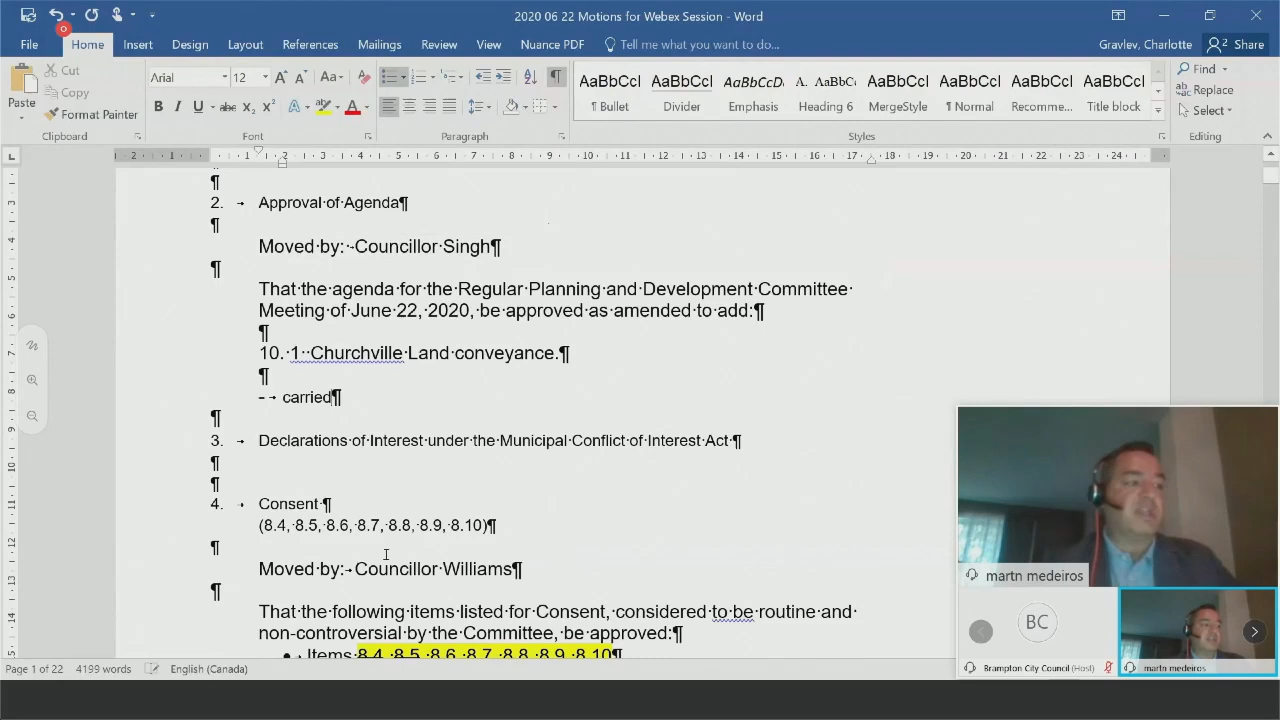 2020 06 22 Motions for Webex Session - Word
Gravlev, Charlotte
Share
File Home Insert Design Layout References Mailings Review View Nuance PDF Tell me what you want to do...
Paste
Cut
Copy
Format Painter
Clipboard
Arial 12
Font
Paragraph
AaBbCcI AaBbCcI AaBbCcD. A. AaBbC AaBbCcI AaBbCcI AaBbCcI AaBbCcI
¶ Bullet Divider Emphasis Heading 6 MergeStyle ¶ Normal Recomme... Title block
Styles
Find
Replace
Select
Editing
2. Approval of Agenda¶
Moved by: Councillor Singh¶
That the agenda for the Regular Planning and Development Committee
Meeting of June 22, 2020, be approved as amended to add:¶
10. 1 Churchville Land conveyance.¶
- carried¶
3. Declarations of Interest under the Municipal Conflict of Interest Act ¶
4. Consent ¶
(8.4, 8.5, 8.6, 8.7, 8.8, 8.9, 8.10)¶
Moved by: Councillor Williams¶
That the following items listed for Consent, considered to be routine and
non-controversial by the Committee, be approved:¶
• Items 8.4, 8.5, 8.6, 8.7, 8.8, 8.9, 8.10¶
martn medeiros
BC
Brampton City Council (Host)
martn medeiros
Page 1 of 22 4199 words English (Canada)